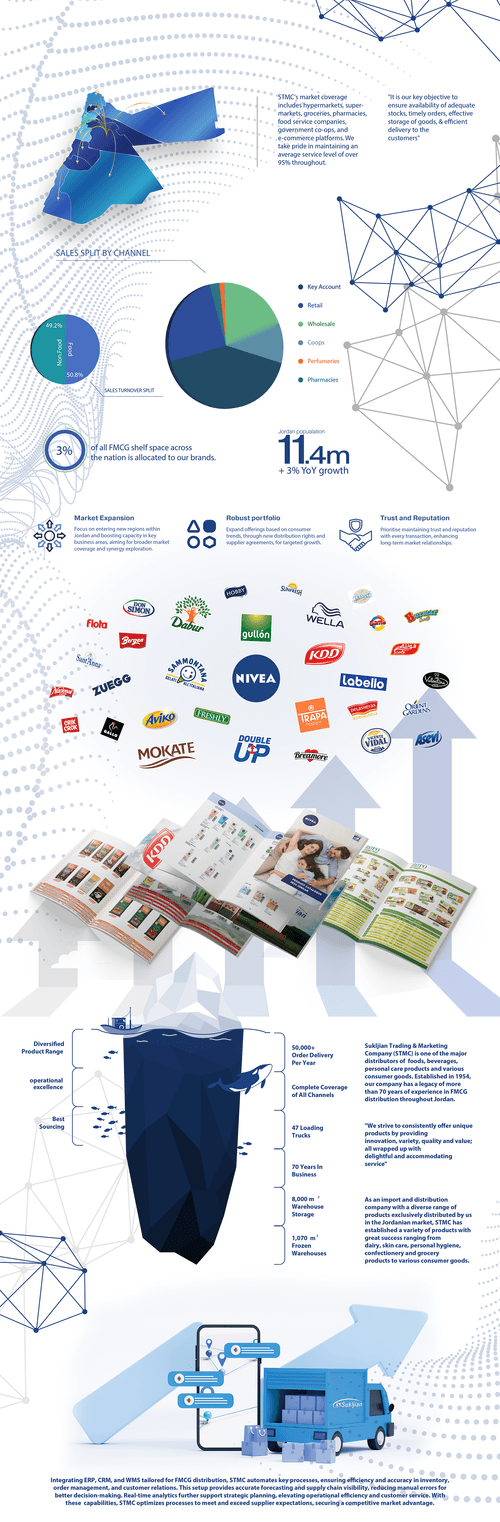 STMC's market coverage
includes hypermarkets, super-
markets, groceries, pharmacies,
food service companies,
government co-ops, and
e-commerce platforms. We
take pride in maintaining an
average service level of over
95% throughout.
"It is our key objective to
ensure availability of adequate
stocks, timely orders, effective
storage of goods, & efficient
delivery to the
customers"
SALES SPLIT BY CHANNEL
Key Account
Retail
Wholesale
Coops
Perfumeries
Pharmacies
49.2%
Non Food
Food
50.8%
SALES TURNOVER SPLIT
3%
of all FMCG shelf space across
the nation is allocated to our brands.
Jordan popualation
11.4m
+ 3% YoY growth
Market Expansion
Focus on entering new regions within
Jordan and boosting capacity in key
business areas, aiming for broader market
coverage and synergy exploration.
Robust portfolio
Expand offerings based on consumer
trends, through new distribution rights and
supplier agreements, for targeted growth.
Trust and Reputation
Prioritise maintaining trust and reputation
with every transaction, enhancing
long-term market relationships.
HOBBY
Sunfresh
DON
SIMON
Dabur
WELLA
fiota
gullón
Bergen
KDD
Sant'Anna
SAMMONTANA
GELATI ALL'ITALIANA
NIVEA
Labello
ZUEGG
CRIK
CROK
GALLO
AVIKO
FRESHLY
TRAPA
ORIENT
GARDENS
MOKATE
DOUBLE
UP
Breamore
VICENTE
VIDAL
Asevi
KDD
NIVEA
Diversified
Product Range
operational
excellence
Best
Sourcing
50,000+
Order Delivery
Per Year
Complete Coverage
of All Channels
47 Loading
Trucks
70 Years In
Business
8,000 m²
Warehouse
Storage
1,070 m²
Frozen
Warehouses
Sukljian Trading & Marketing
Company (STMC) is one of the major
distributors of foods, beverages,
personal care products and various
consumer goods. Established in 1954,
our company has a legacy of more
than 70 years of experience in FMCG
distribution throughout Jordan.
"We strive to consistently offer unique
products by providing
innovation, variety, quality and value;
all wrapped up with
delightful and accommodating
service"
As an import and distribution
company with a diverse range of
products exclusively distributed by us
in the Jordanian market, STMC has
established a variety of products with
great success ranging from
dairy, skin care, personal hygiene,
confectionery and grocery
products to various consumer goods.
Sukljian
Integrating ERP, CRM, and WMS tailored for FMCG distribution, STMC automates key processes, ensuring efficiency and accuracy in inventory,
order management, and customer relations. This setup provides accurate forecasting and supply chain visibility, reducing manual errors for
better decision-making. Real-time analytics further support strategic planning, elevating operational efficiency and customer service. With
these capabilities, STMC optimizes processes to meet and exceed supplier expectations, securing a competitive market advantage.